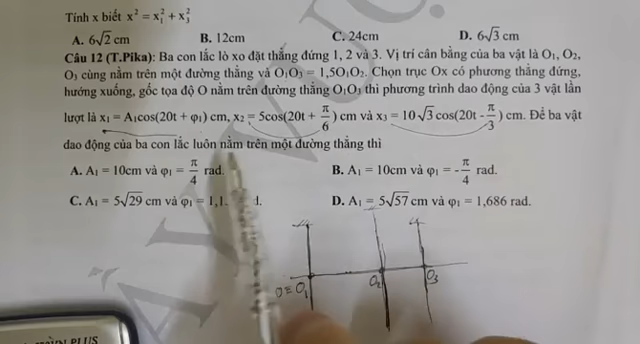 Tính x biết x² = x₁² + x₃²
A. 6√2 cm B. 12cm C. 24cm D. 6√3 cm
Câu 12 (T.Pika): Ba con lắc lò xo đặt thẳng đứng 1, 2 và 3. Vị trí cân bằng của ba vật là O₁, O₂,
O₃ cùng nằm trên một đường thẳng và O₁O₃ = 1,5O₁O₂. Chọn trục Ox có phương thẳng đứng,
hướng xuống, gốc tọa độ O nằm trên đường thẳng O₁O₃ thì phương trình dao động của 3 vật lần
lượt là x₁ = A₁cos(20t + φ₁) cm, x₂ = 5cos(20t + π/6) cm và x₃ = 10√3 cos(20t - π/3) cm. Để ba vật
dao động của ba con lắc luôn nằm trên một đường thẳng thì
A. A₁ = 10cm và φ₁ = π/4 rad. B. A₁ = 10cm và φ₁ = -π/4 rad.
C. A₁ = 5√29 cm và φ₁ = 1,1 D. A₁ = 5√57 cm và φ₁ = 1,686 rad.
O ≡ O₁ O₂ O₃
PLUS